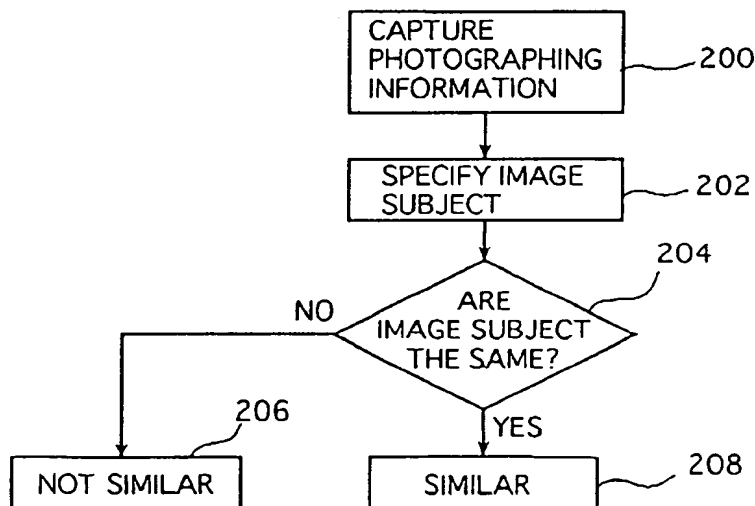 CAPTURE
PHOTOGRAPHING
INFORMATION
200
SPECIFY IMAGE
SUBJECT
202
204
ARE
IMAGE SUBJECT
THE SAME?
NO
YES
206
NOT SIMILAR
SIMILAR
208